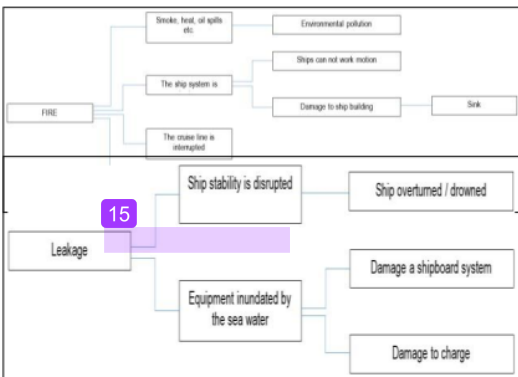 Smoke, heat, oil spills
etc
Environmental pollution
Ships can not work motion
The ship system is
FIRE
Damage to ship building
Sink
The cruise line is
interrupted
Ship stability is disrupted
Ship overturned / drowned
15
Leakage
Damage a shipboard system
Equipment inundated by
the sea water
Damage to charge